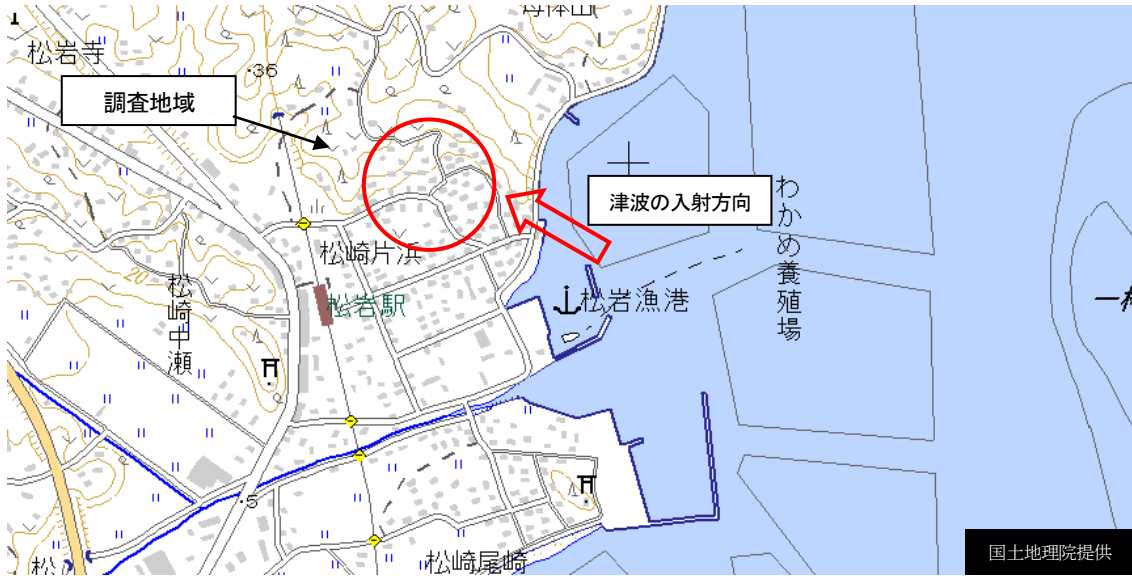 松岩寺
・36
調査地域
津波の入射方向
わかめ養殖場
松崎片浜
松岩駅
松岩漁港
20
松崎中瀬
・5
松崎尾崎
国土地理院提供